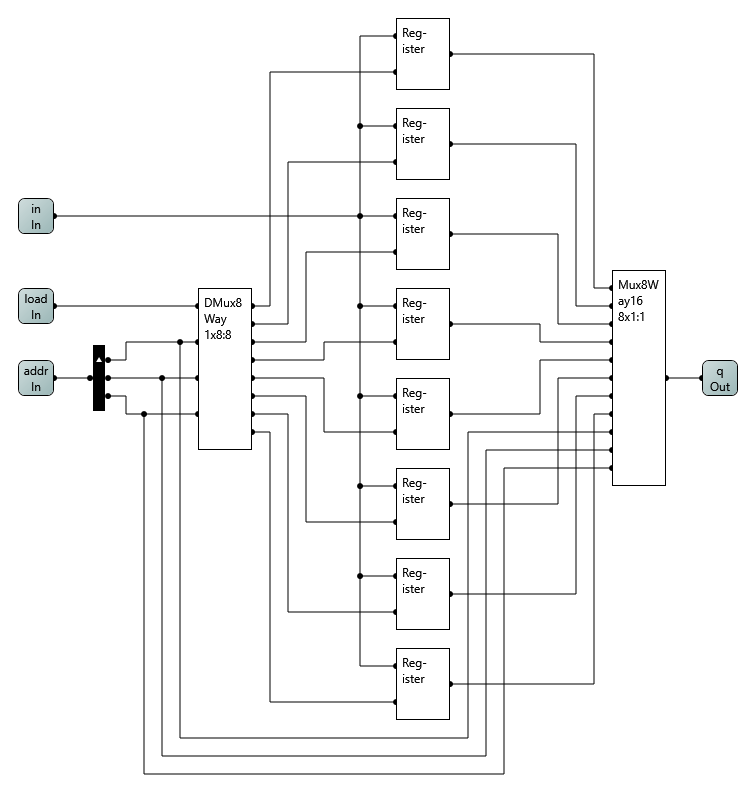 Reg-
ister
Reg-
ister
in
In
Reg-
ister
load
In
DMux8
Way
1x8:8
Reg-
ister
Mux8W
ay16
8x1:1
addr
In
Reg-
ister
q
Out
Reg-
ister
Reg-
ister
Reg-
ister